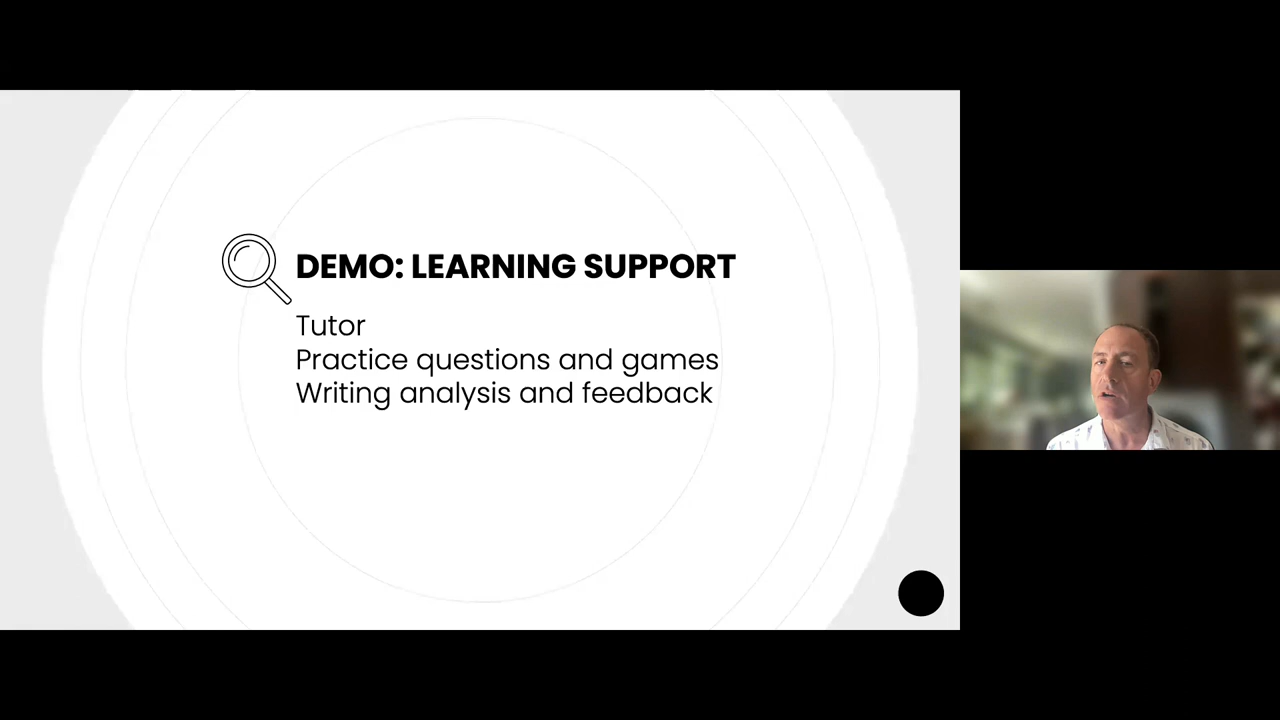 DEMO: LEARNING SUPPORT
Tutor
Practice questions and games
Writing analysis and feedback